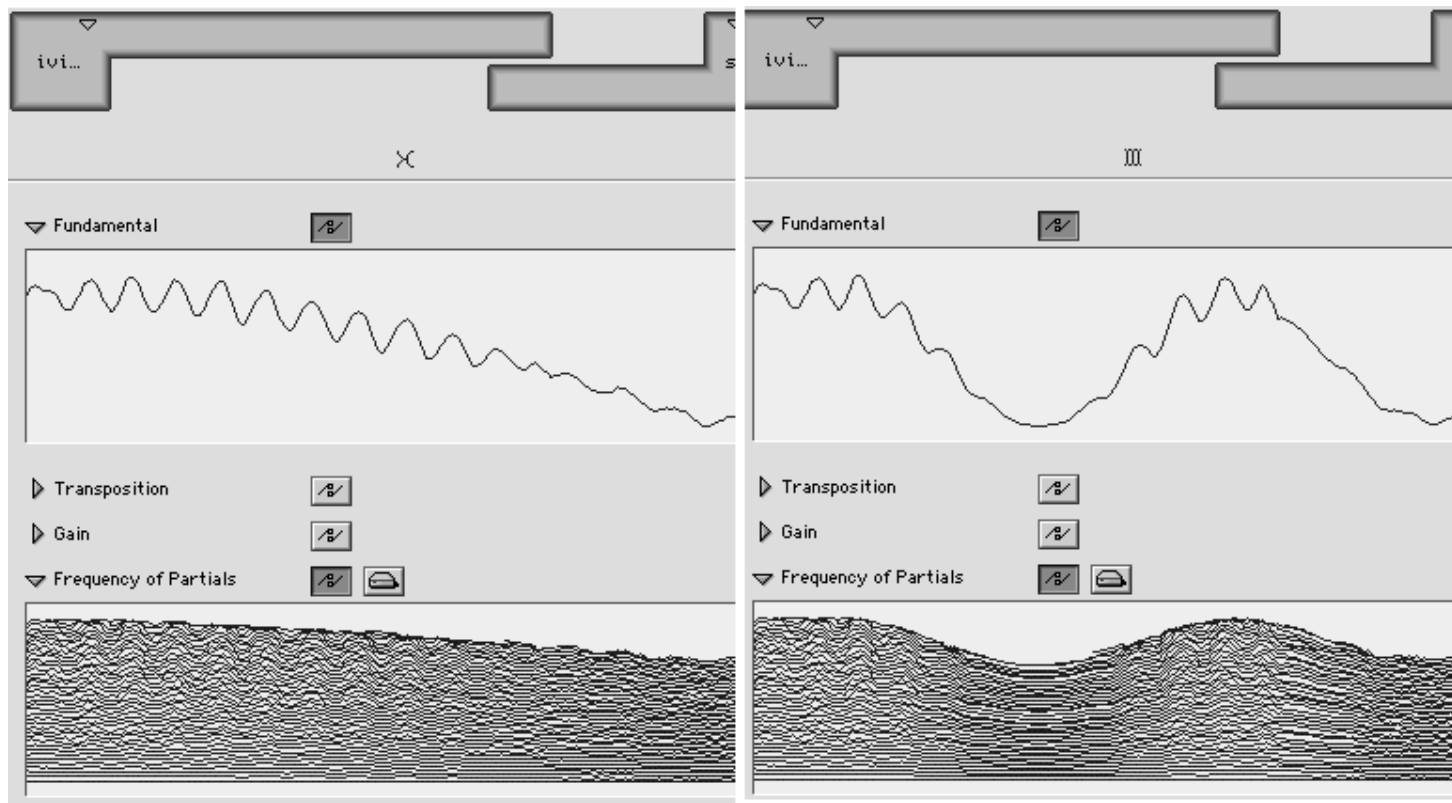 ivi…
s
Fundamental
Transposition
Gain
Frequency of Partials
ivi…
Fundamental
Transposition
Gain
Frequency of Partials